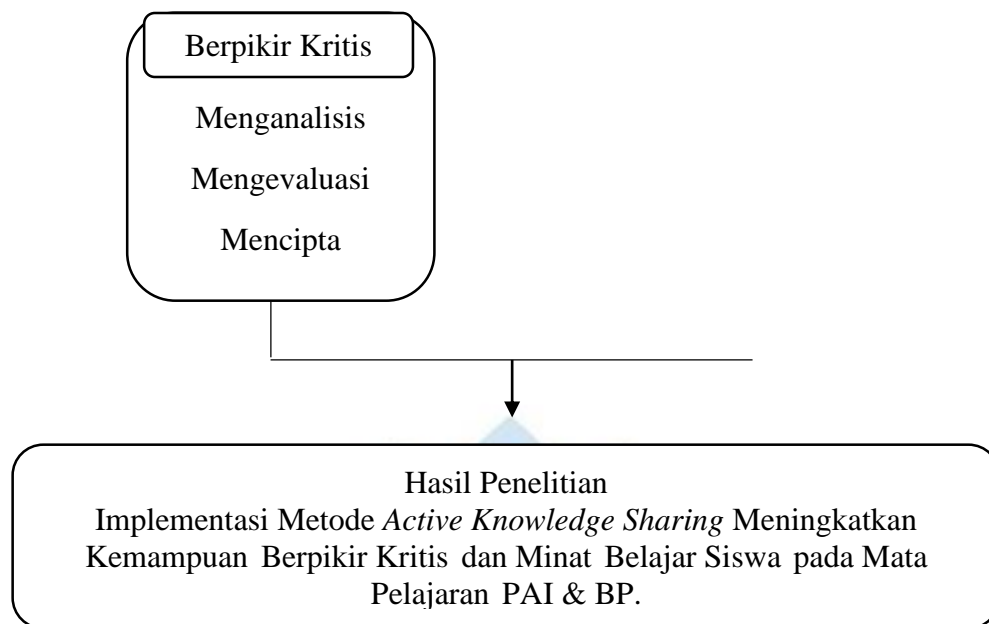 Berpikir Kritis
Menganalisis
Mengevaluasi
Mencipta
Hasil Penelitian
Implementasi Metode Active Knowledge Sharing Meningkatkan
Kemampuan Berpikir Kritis dan Minat Belajar Siswa pada Mata
Pelajaran PAI & BP.